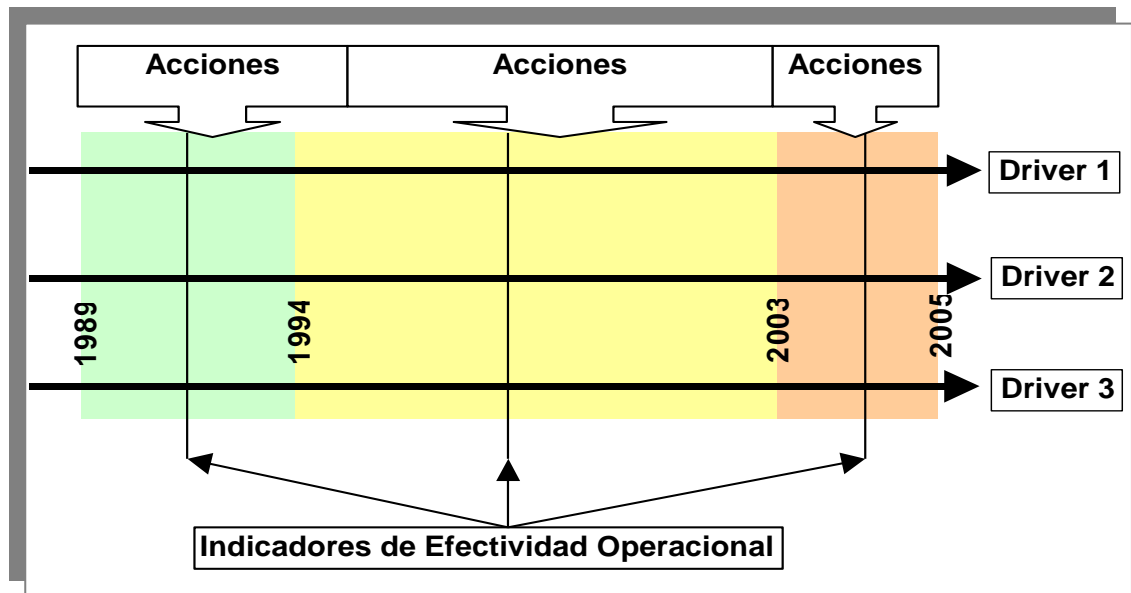 Acciones
Acciones
Acciones
Driver 1
Driver 2
1989
1994
2003
2005
Driver 3
Indicadores de Efectividad Operacional